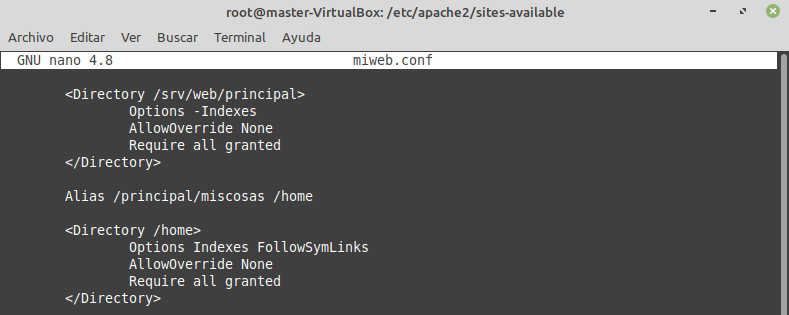 root@master-VirtualBox: /etc/apache2/sites-available
Archivo Editar Ver Buscar Terminal Ayuda
GNU nano 4.8 miweb.conf
<Directory /srv/web/principal>
Options -Indexes
AllowOverride None
Require all granted
</Directory>
Alias /principal/miscosas /home
<Directory /home>
Options Indexes FollowSymLinks
AllowOverride None
Require all granted
</Directory>